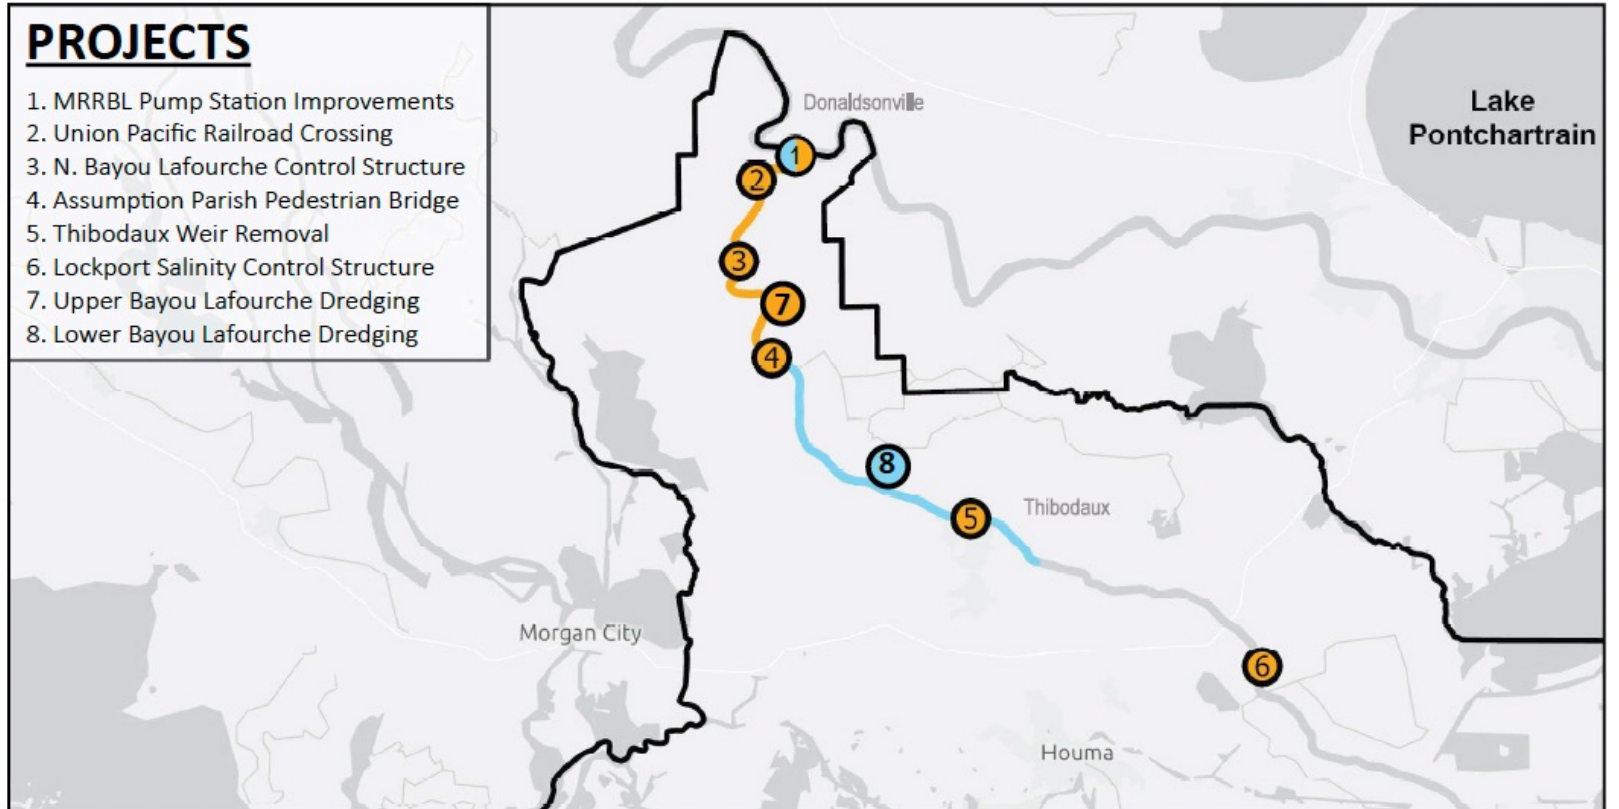 PROJECTS
1. MRRBL Pump Station Improvements
2. Union Pacific Railroad Crossing
3. N. Bayou Lafourche Control Structure
4. Assumption Parish Pedestrian Bridge
5. Thibodaux Weir Removal
6. Lockport Salinity Control Structure
7. Upper Bayou Lafourche Dredging
8. Lower Bayou Lafourche Dredging
Donaldsonville
Lake
Pontchartrain
1
2
3
7
4
8
5
Thibodaux
Morgan City
6
Houma